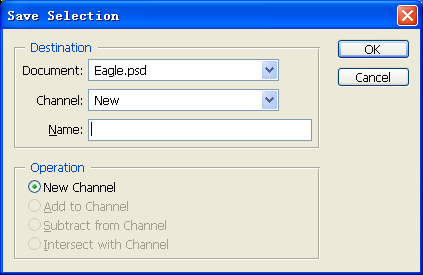 Save Selection
Destination
Document: Eagle.psd
Channel: New
Name:
OK
Cancel
Operation
New Channel
Add to Channel
Subtract from Channel
Intersect with Channel